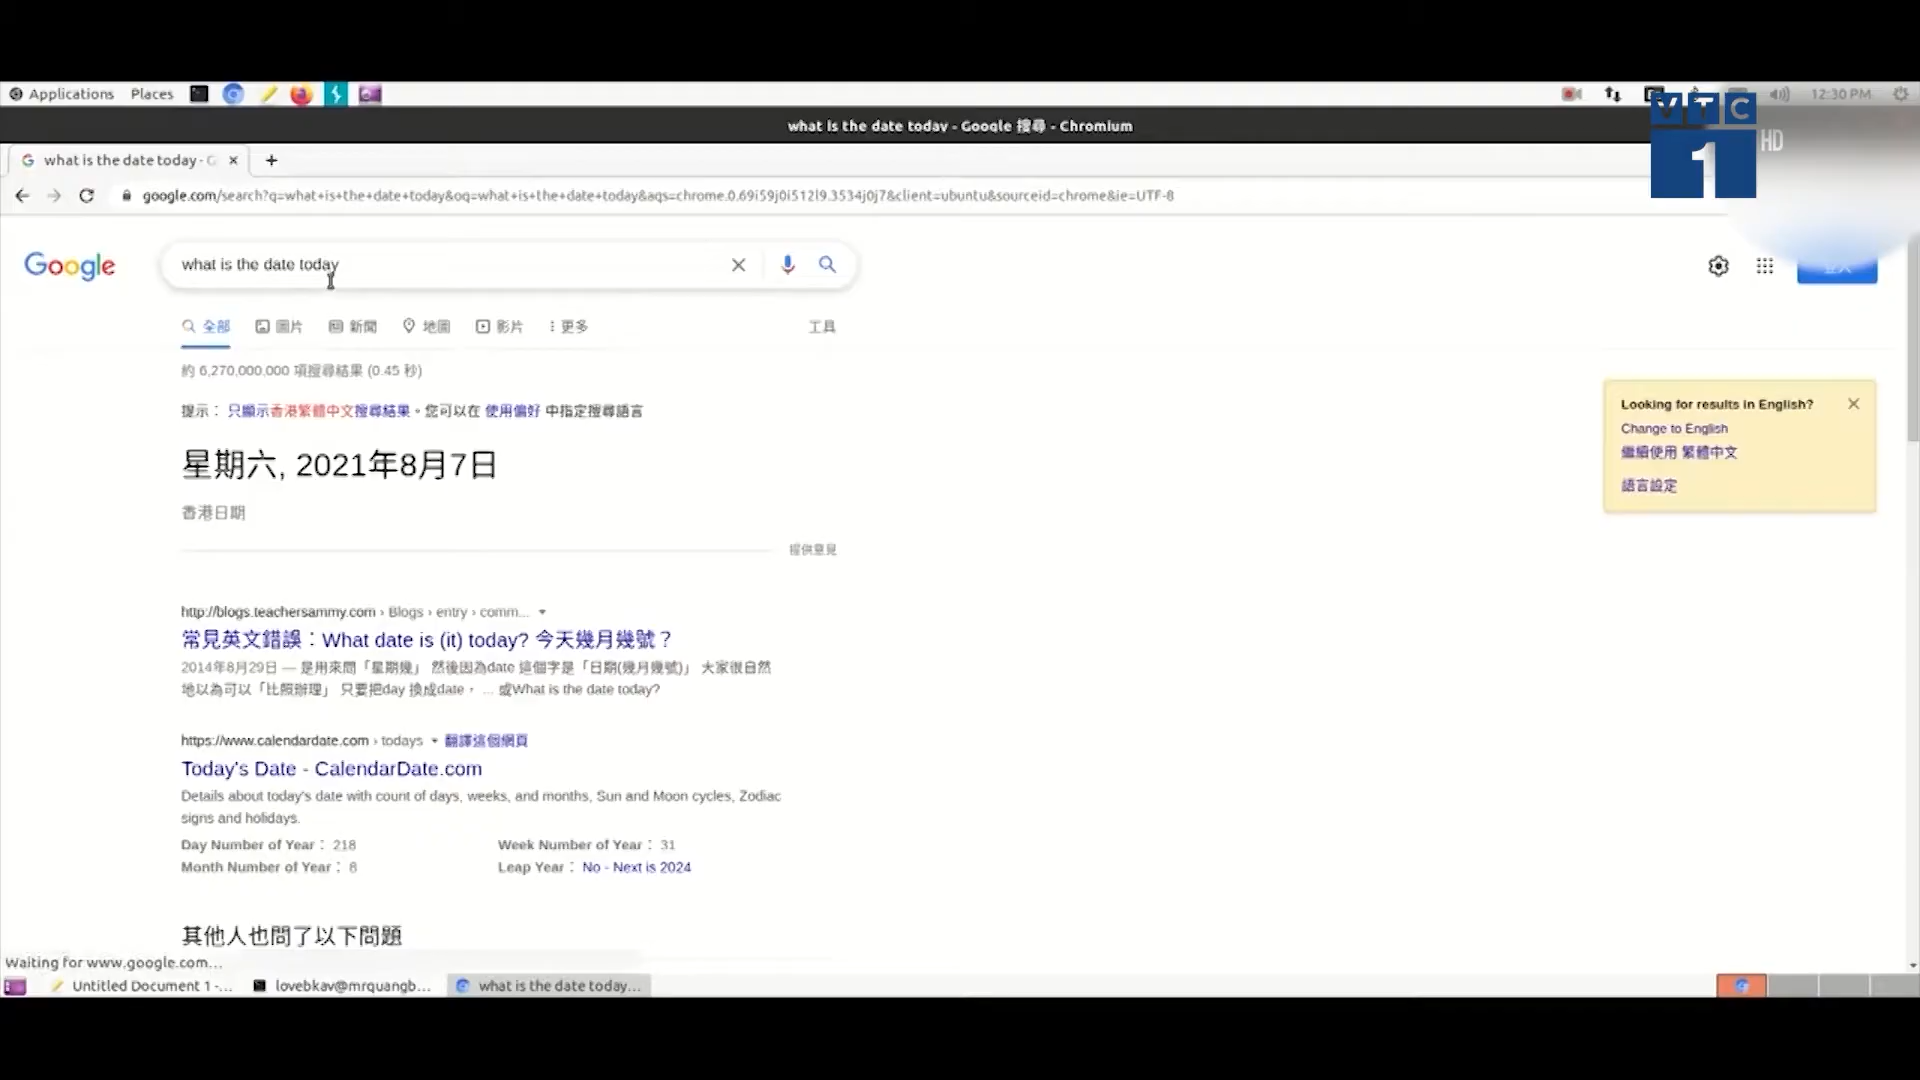 Applications Places
12:30 PM
VTC
1 HD
what is the date today - Google 搜尋 - Chromium
what is the date today - G
google.com/search?q=what+is+the+date+today&oq=what+is+the+date+today&aqs=chrome.0.69i59j0i512l9.3534j0j7&client=ubuntu&sourceid=chrome&ie=UTF-8
Google
what is the date today
登入
全部 圖片 新聞 地圖 影片 更多 工具
約 6,270,000,000 項搜尋結果 (0.45 秒)
提示： 只顯示香港繁體中文搜尋結果。您可以在 使用偏好 中指定搜尋語言
Looking for results in English?
Change to English
繼續使用 繁體中文
語言設定
星期六, 2021年8月7日
香港日期
提供意見
http://blogs.teachersammy.com › Blogs › entry › comm...
常見英文錯誤：What date is (it) today? 今天幾月幾號？
2014年8月29日 — 是用來問「星期幾」 然後因為date 這個字是「日期(幾月幾號)」 大家很自然
地以為可以「比照辦理」 只要把day 換成date， ... 或What is the date today?
https://www.calendardate.com › todays 翻譯這個網頁
Today's Date - CalendarDate.com
Details about today's date with count of days, weeks, and months, Sun and Moon cycles, Zodiac
signs and holidays.
Day Number of Year： 218 Week Number of Year： 31
Month Number of Year： 8 Leap Year： No - Next is 2024
其他人也問了以下問題
Waiting for www.google.com...
Untitled Document 1 -... lovebkav@mrquangb... what is the date today...